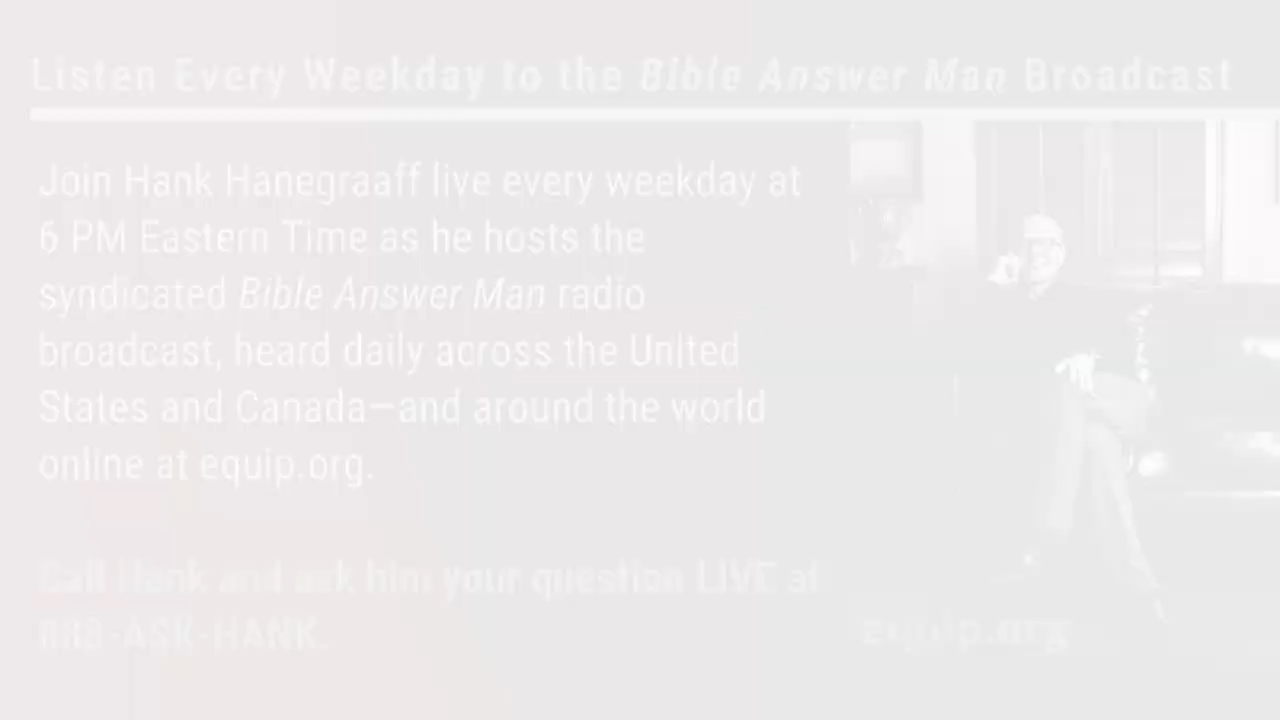 Listen Every Weekday to the Bible Answer Man Broadcast
Join Hank Hanegraaff live every weekday at
6 PM Eastern Time as he hosts the
syndicated Bible Answer Man radio
broadcast, heard daily across the United
States and Canada—and around the world
online at equip.org.
Call Hank and ask him your question LIVE at
888-ASK-HANK.
equip.org